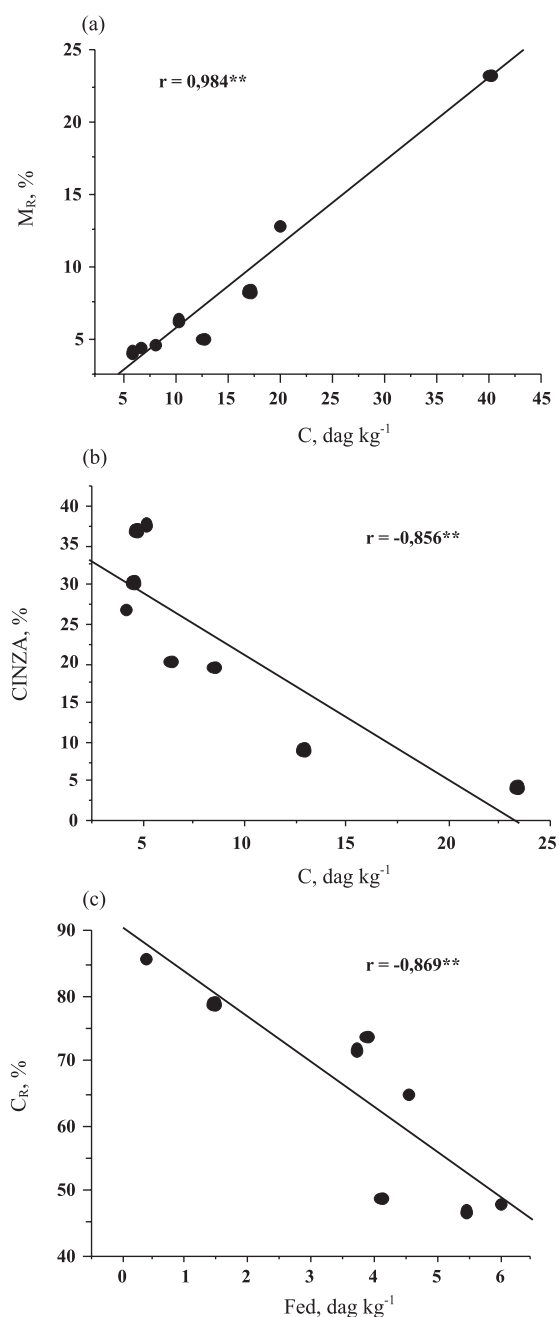 (a)
25
20
15
10
5
M_R, %
r = 0,984**
5 10 15 20 25 30 35 40 45
C, dag kg⁻¹
(b)
40
35
30
25
20
15
10
5
0
CINZA, %
r = -0,856**
5 10 15 20 25
C, dag kg⁻¹
(c)
90
80
70
60
50
40
C_R, %
r = -0,869**
0 1 2 3 4 5 6
Fed, dag kg⁻¹